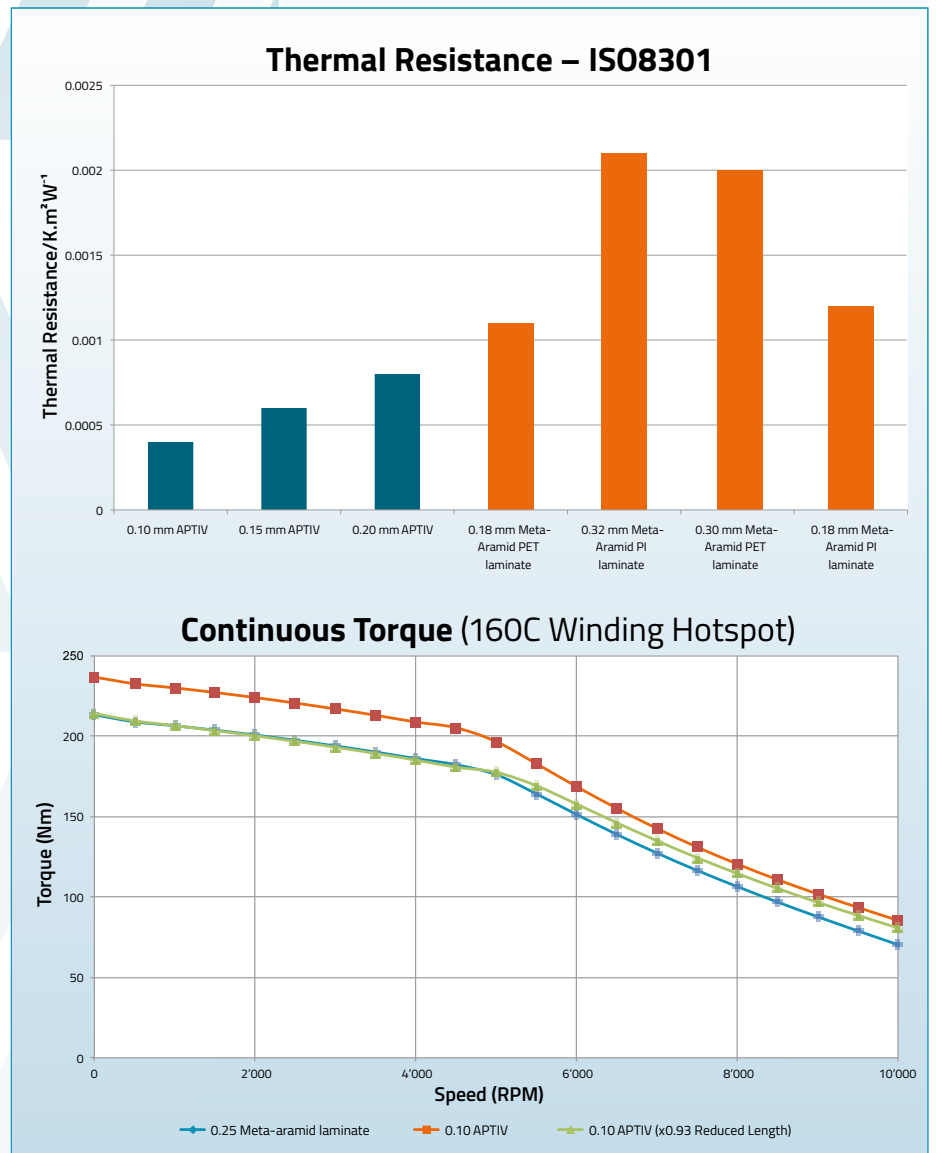 Thermal Resistance – ISO8301
Thermal Resistance/K.m²W⁻¹
0.0025
0.002
0.0015
0.001
0.0005
0
0.10 mm APTIV
0.15 mm APTIV
0.20 mm APTIV
0.18 mm Meta-
Aramid PET
laminate
0.32 mm Meta-
Aramid PI
laminate
0.30 mm Meta-
Aramid PET
laminate
0.18 mm Meta-
Aramid PI
laminate
Continuous Torque (160C Winding Hotspot)
Torque (Nm)
250
200
150
100
50
0
0
2'000
4'000
6'000
8'000
10'000
Speed (RPM)
0.25 Meta-aramid laminate
0.10 APTIV
0.10 APTIV (x0.93 Reduced Length)